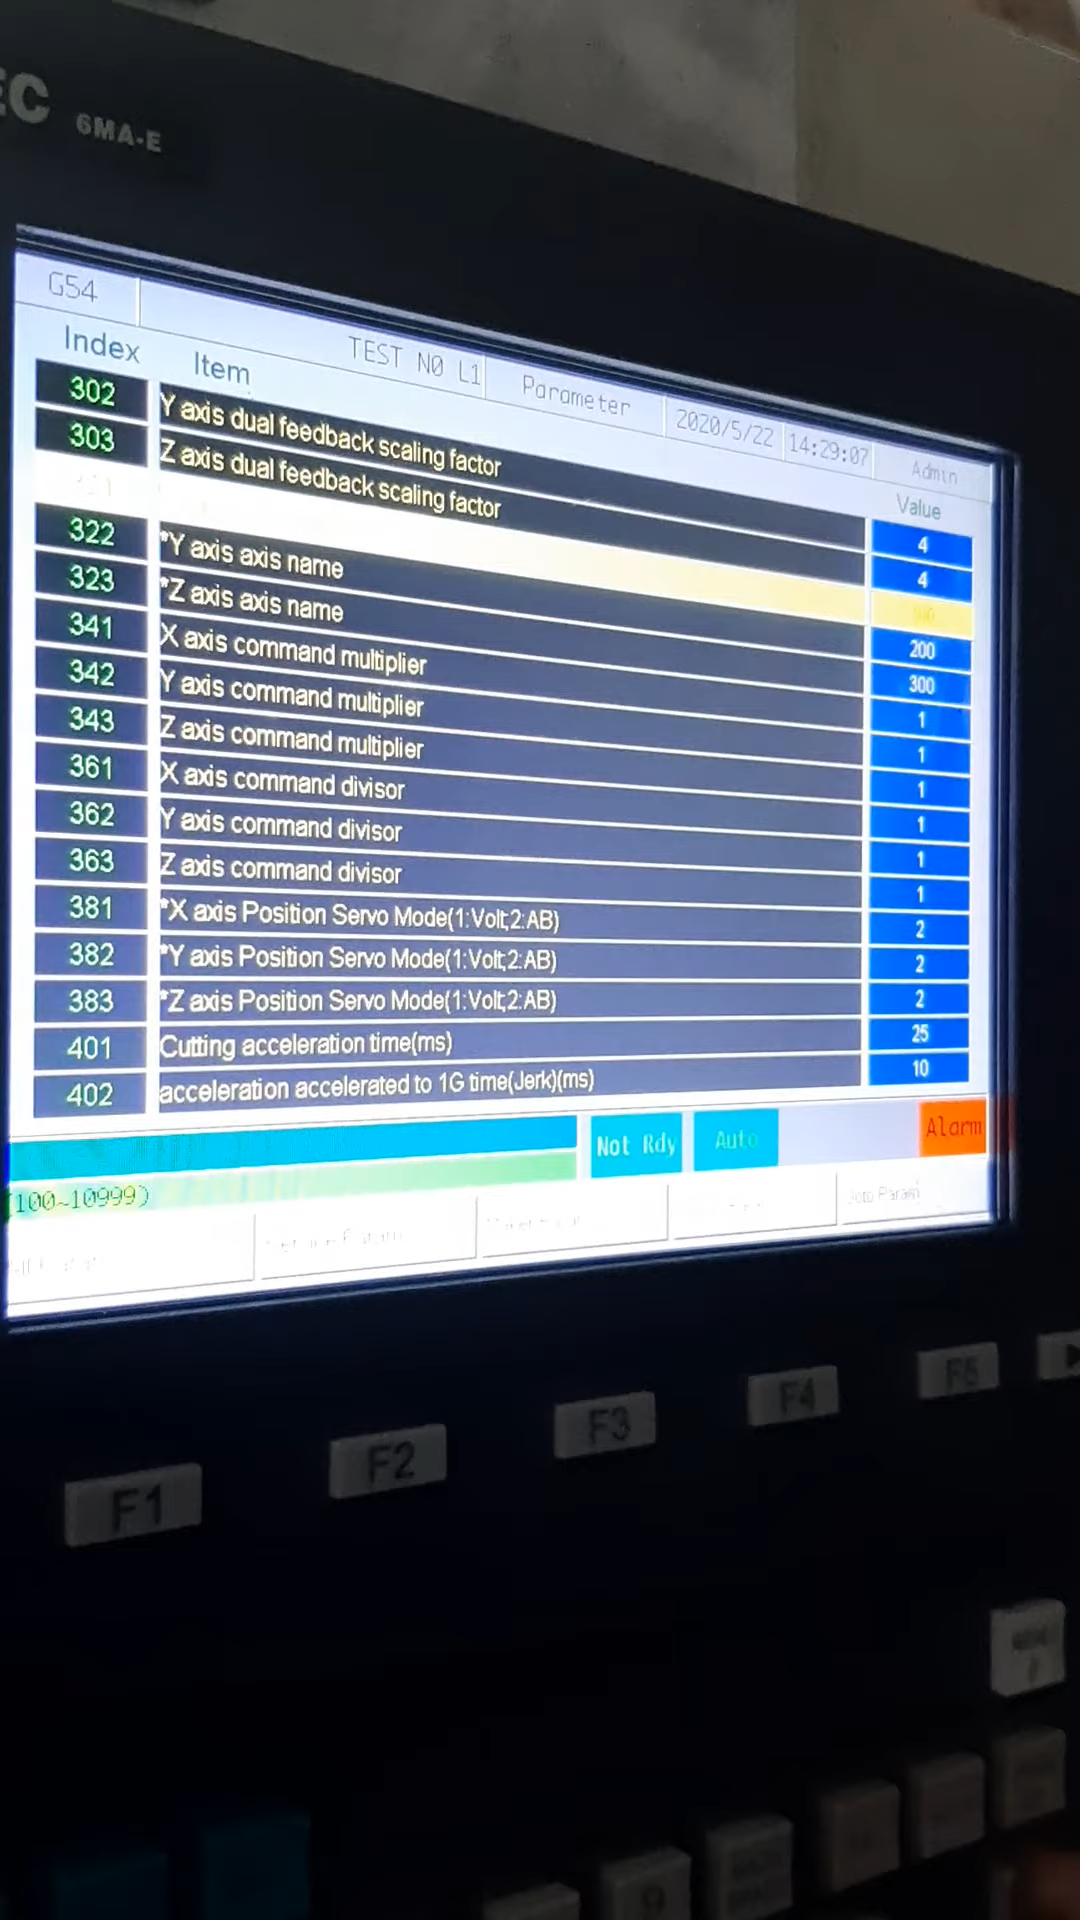 EC 6MA-E
G54 TEST N0 L1 Parameter 2020/5/22 14:29:07 Admin
Index Item Value
302 Y axis dual feedback scaling factor 4
303 Z axis dual feedback scaling factor 4
322 *Y axis axis name 200
323 *Z axis axis name 300
341 X axis command multiplier 1
342 Y axis command multiplier 1
343 Z axis command multiplier 1
361 X axis command divisor 1
362 Y axis command divisor 1
363 Z axis command divisor 1
381 *X axis Position Servo Mode(1:Volt;2:AB) 2
382 *Y axis Position Servo Mode(1:Volt;2:AB) 2
383 *Z axis Position Servo Mode(1:Volt;2:AB) 2
401 Cutting acceleration time(ms) 25
402 acceleration accelerated to 1G time(Jerk)(ms) 10
Not Rdy Auto Alarm
(100~10999)
Param
F1 F2 F3 F4 F5